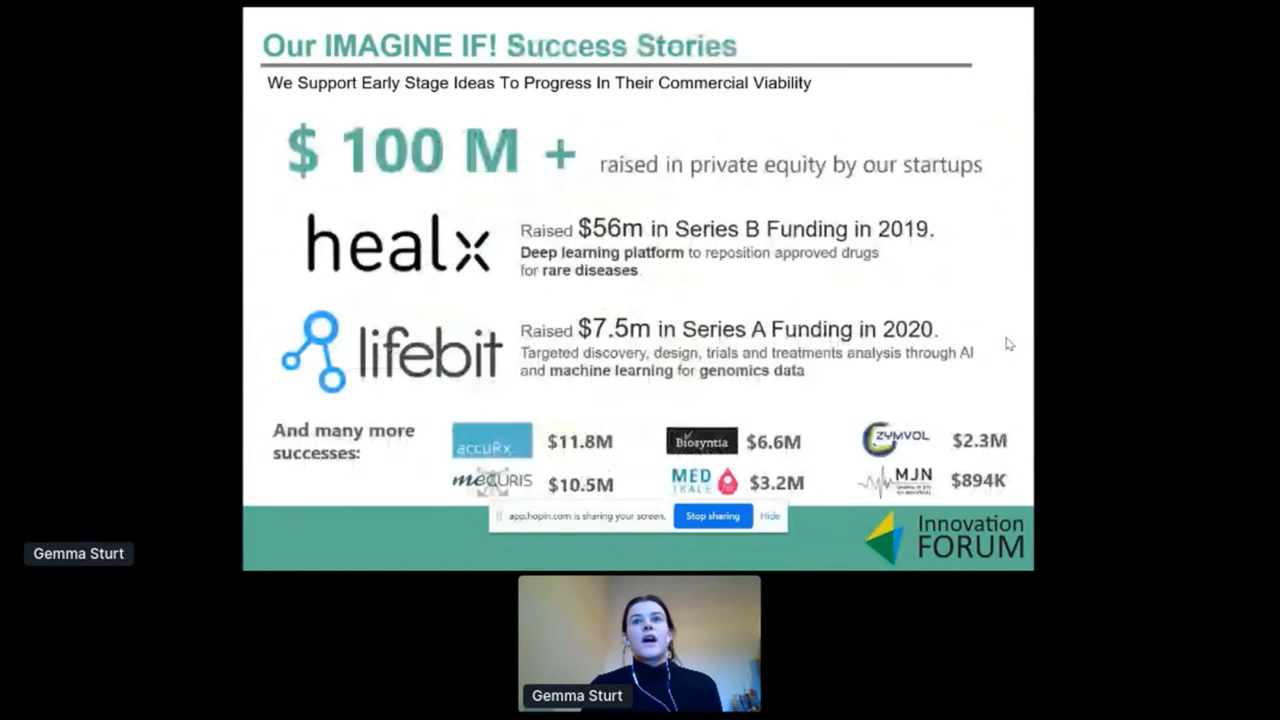 Our IMAGINE IF! Success Stories
We Support Early Stage Ideas To Progress In Their Commercial Viability
$ 100 M + raised in private equity by our startups
healx
Raised $56m in Series B Funding in 2019.
Deep learning platform to reposition approved drugs
for rare diseases.
lifebit
Raised $7.5m in Series A Funding in 2020.
Targeted discovery, design, trials and treatments analysis through AI
and machine learning for genomics data
And many more
successes:
accuRx $11.8M
Biosyntia $6.6M
ZYMVOL $2.3M
mecuris $10.5M
MED
TRACE
$3.2M
MJN
$894K
app.hopin.com is sharing your screen. Stop sharing Hide
Innovation
FORUM
Gemma Sturt
Gemma Sturt